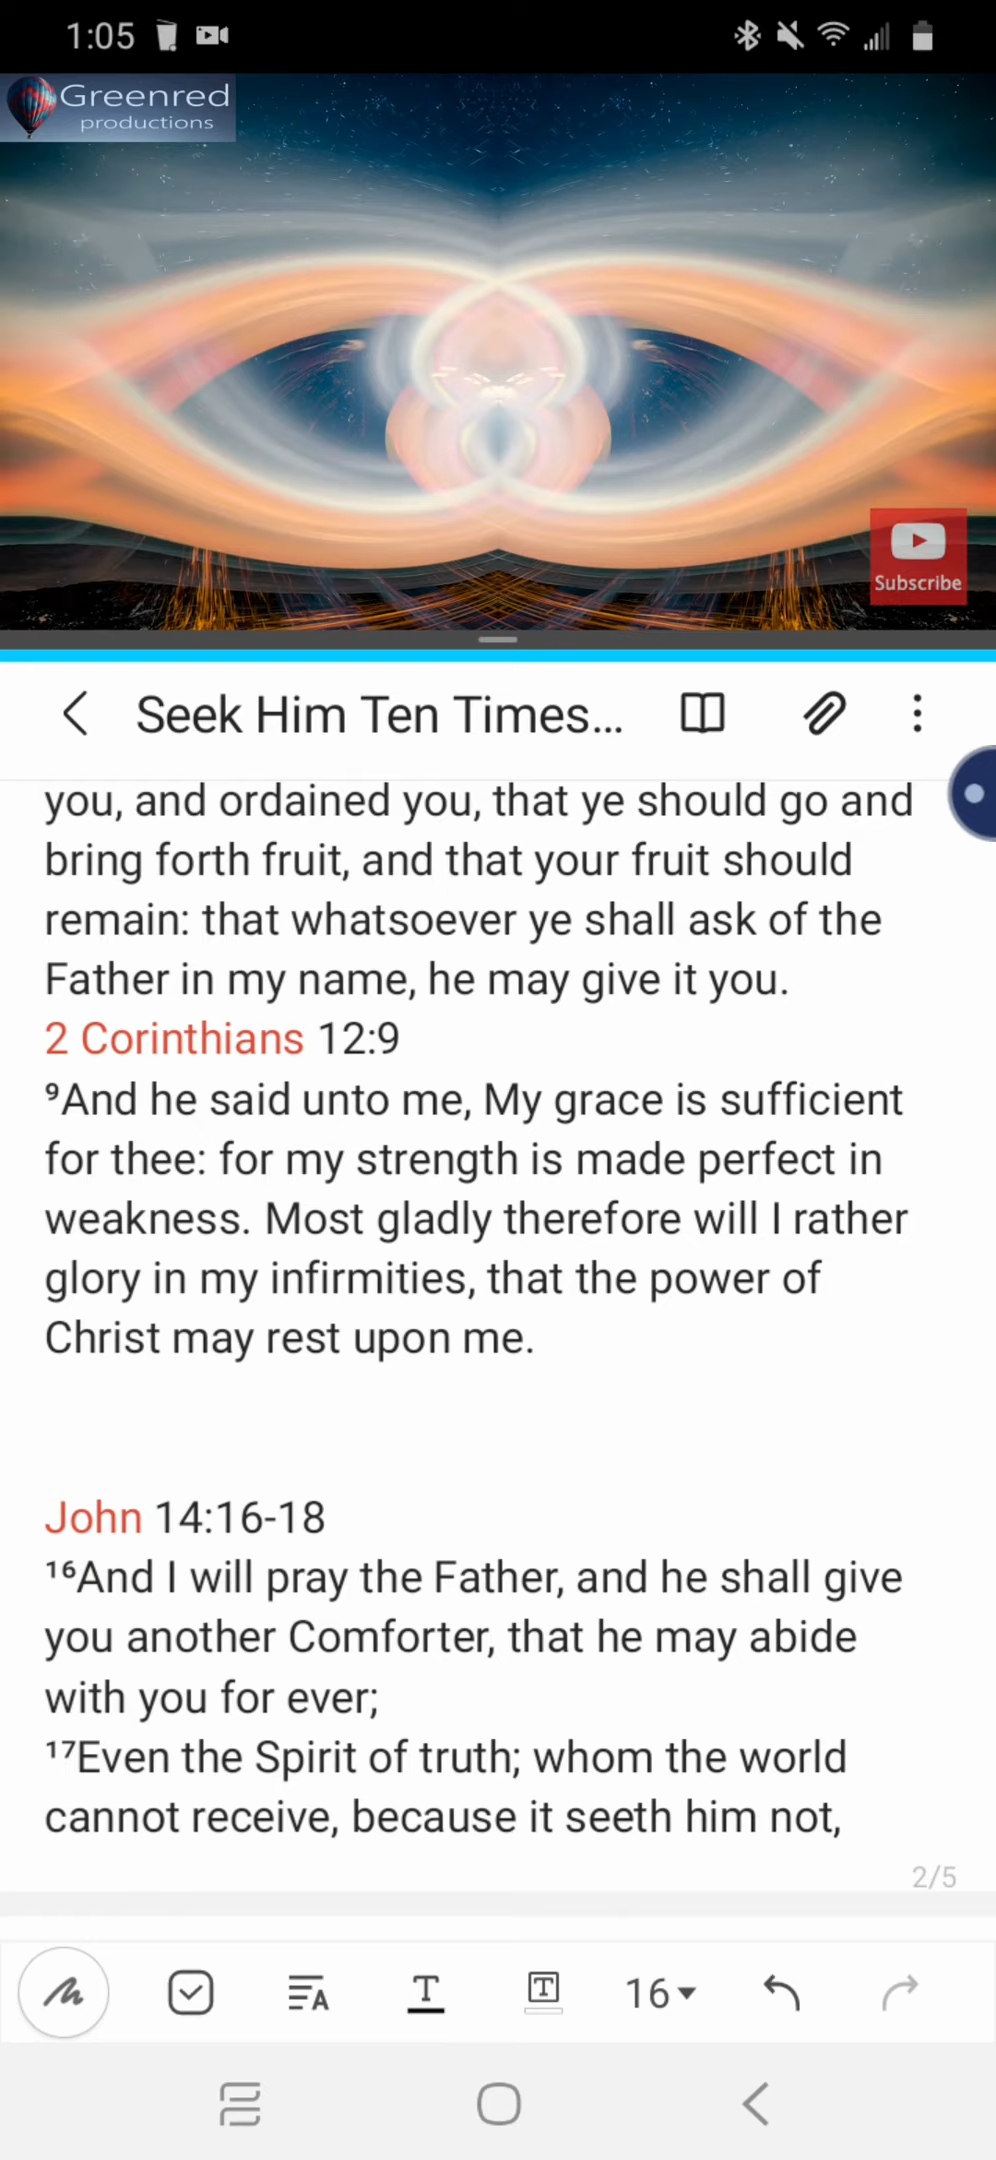 1:05
Greenred
productions
Subscribe
Seek Him Ten Times...
you, and ordained you, that ye should go and
bring forth fruit, and that your fruit should
remain: that whatsoever ye shall ask of the
Father in my name, he may give it you.
2 Corinthians 12:9
⁹And he said unto me, My grace is sufficient
for thee: for my strength is made perfect in
weakness. Most gladly therefore will I rather
glory in my infirmities, that the power of
Christ may rest upon me.
John 14:16-18
¹⁶And I will pray the Father, and he shall give
you another Comforter, that he may abide
with you for ever;
¹⁷Even the Spirit of truth; whom the world
cannot receive, because it seeth him not,
2/5
16